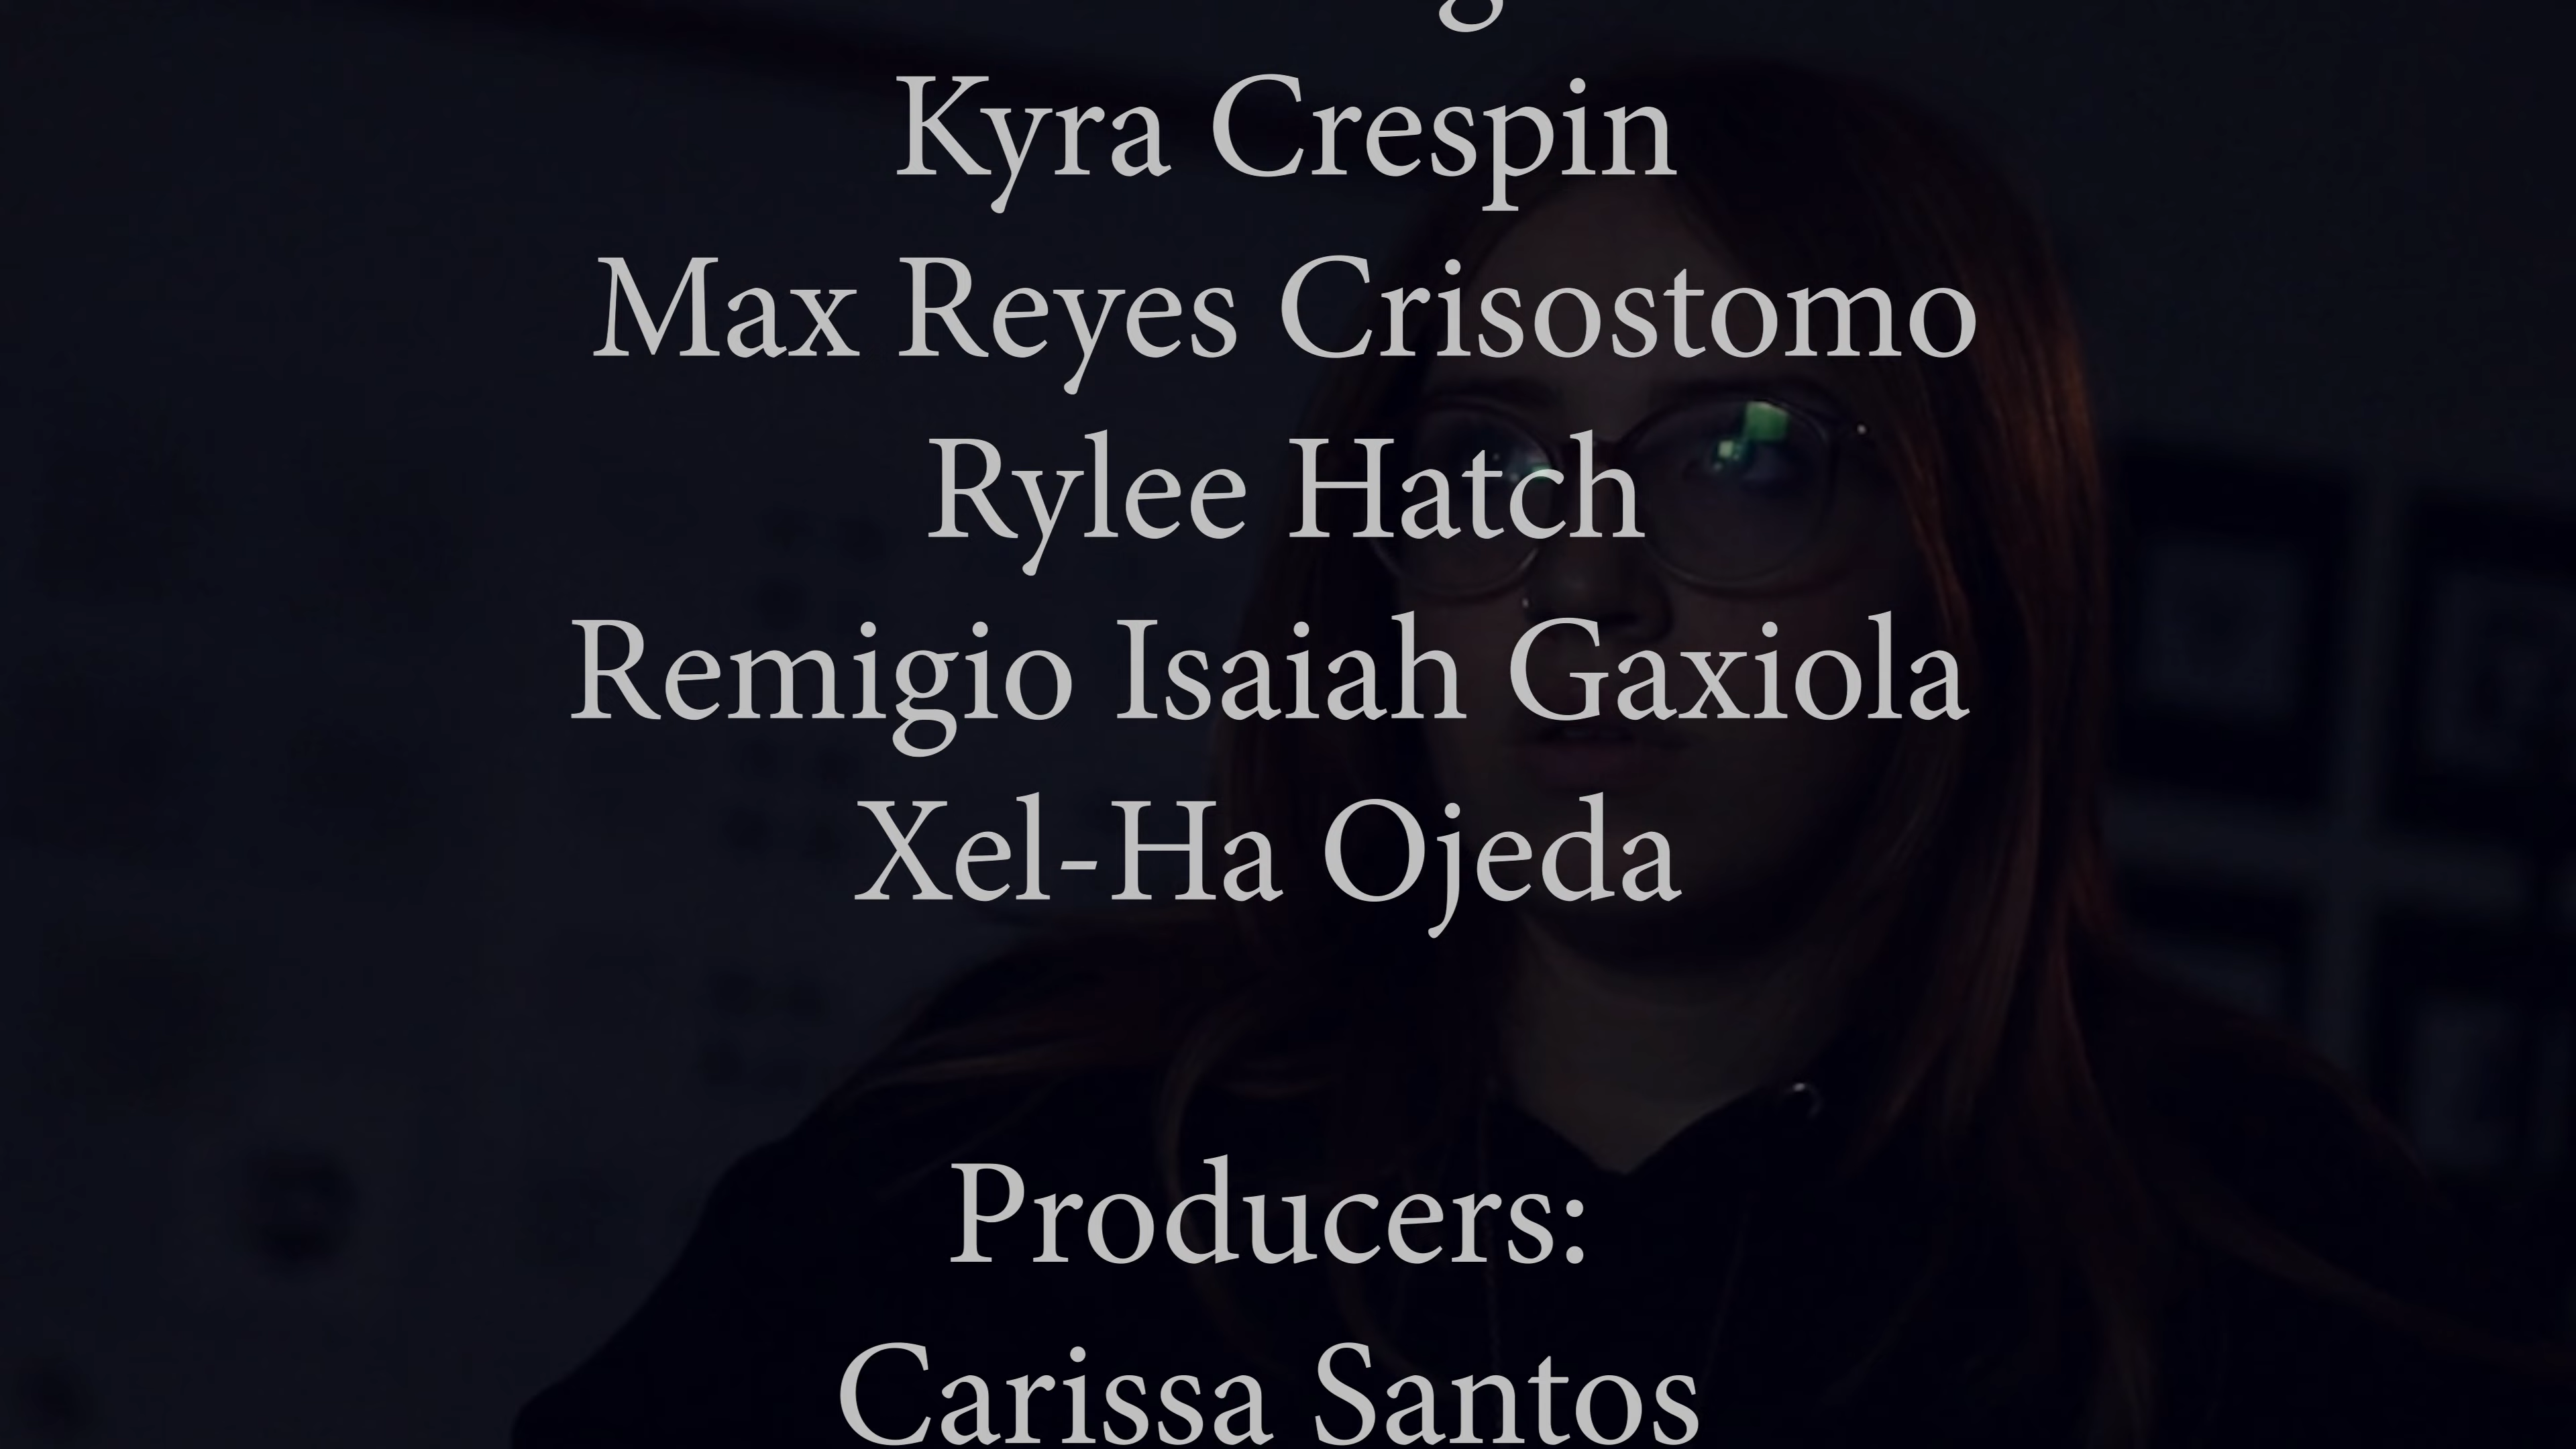 Kyra Crespin
Max Reyes Crisostomo
Rylee Hatch
Remigio Isaiah Gaxiola
Xel-Ha Ojeda
Producers:
Carissa Santos